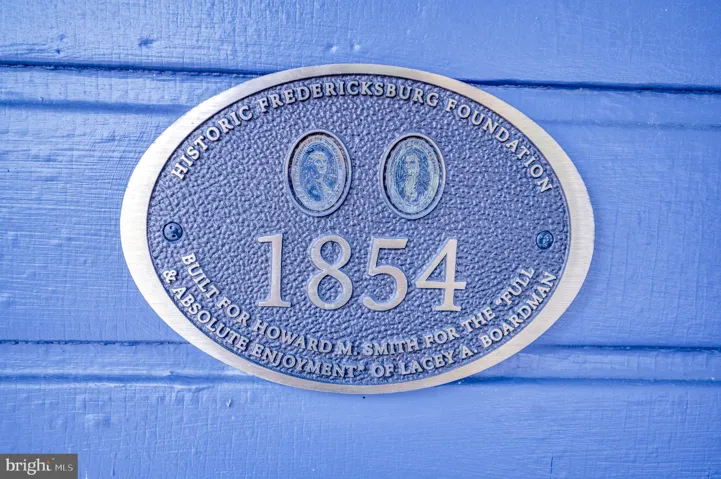 HISTORIC FREDERICKSBURG FOUNDATION
1854
BUILT FOR HOWARD M. SMITH FOR THE "FULL
& ABSOLUTE ENJOYMENT" OF LACEY A. BOARDMAN
bright MLS